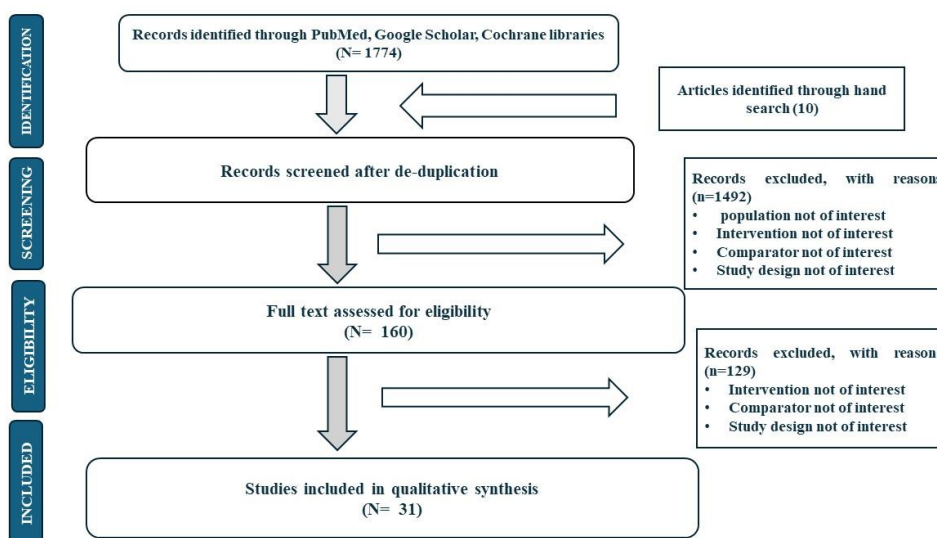 IDENTIFICATION
Records identified through PubMed, Google Scholar, Cochrane libraries
(N= 1774)
Articles identified through hand
search (10)
SCREENING
Records screened after de-duplication
Records excluded, with reason
(n=1492)
• population not of interest
• Intervention not of interest
• Comparator not of interest
• Study design not of interest
ELIGIBILITY
Full text assessed for eligibility
(N= 160)
Records excluded, with reason
(n=129)
• Intervention not of interest
• Comparator not of interest
• Study design not of interest
INCLUDED
Studies included in qualitative synthesis
(N= 31)